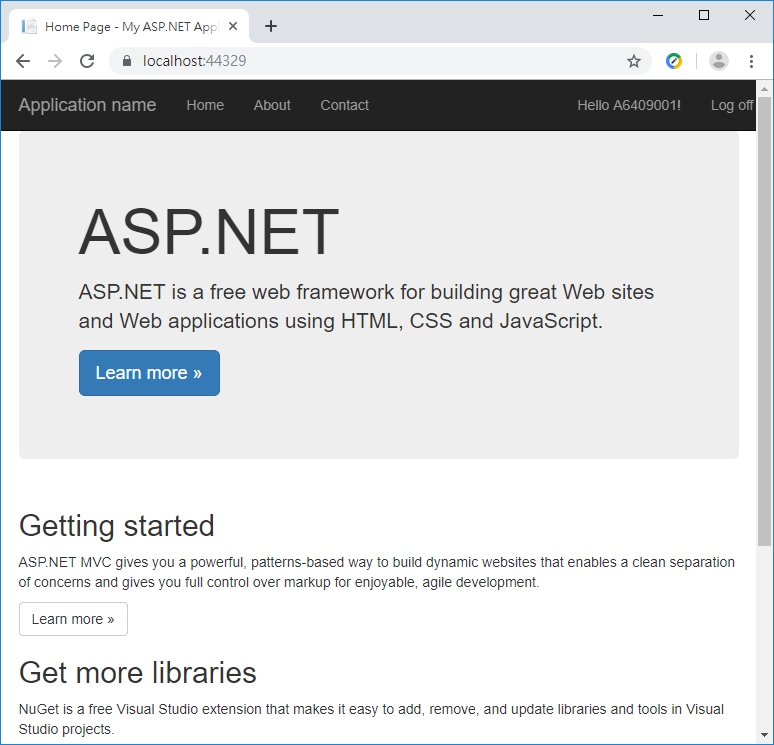 Home Page - My ASP.NET Appl
localhost:44329
Application name Home About Contact Hello A6409001! Log off
ASP.NET
ASP.NET is a free web framework for building great Web sites
and Web applications using HTML, CSS and JavaScript.
Learn more »
Getting started
ASP.NET MVC gives you a powerful, patterns-based way to build dynamic websites that enables a clean separation
of concerns and gives you full control over markup for enjoyable, agile development.
Learn more »
Get more libraries
NuGet is a free Visual Studio extension that makes it easy to add, remove, and update libraries and tools in Visual
Studio projects.